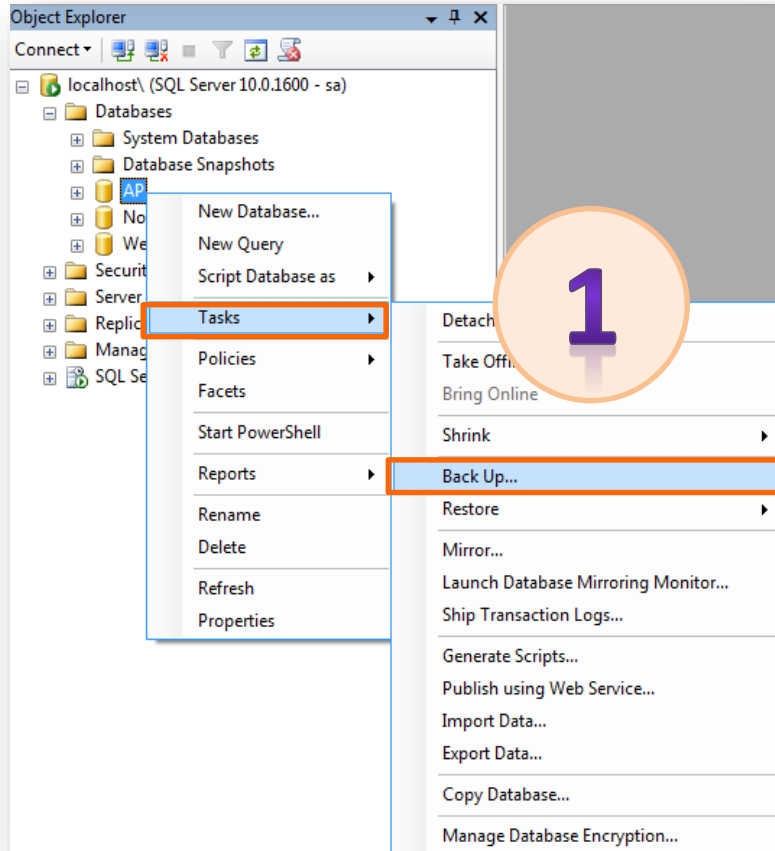 Object Explorer
Connect
localhost\ (SQL Server 10.0.1600 - sa)
Databases
System Databases
Database Snapshots
AP
No
We
Securit
Server
Replic
Manag
SQL Se
New Database...
New Query
Script Database as
Tasks
Policies
Facets
Start PowerShell
Reports
Rename
Delete
Refresh
Properties
1
Detach
Take Offl
Bring Online
Shrink
Back Up...
Restore
Mirror...
Launch Database Mirroring Monitor...
Ship Transaction Logs...
Generate Scripts...
Publish using Web Service...
Import Data...
Export Data...
Copy Database...
Manage Database Encryption...